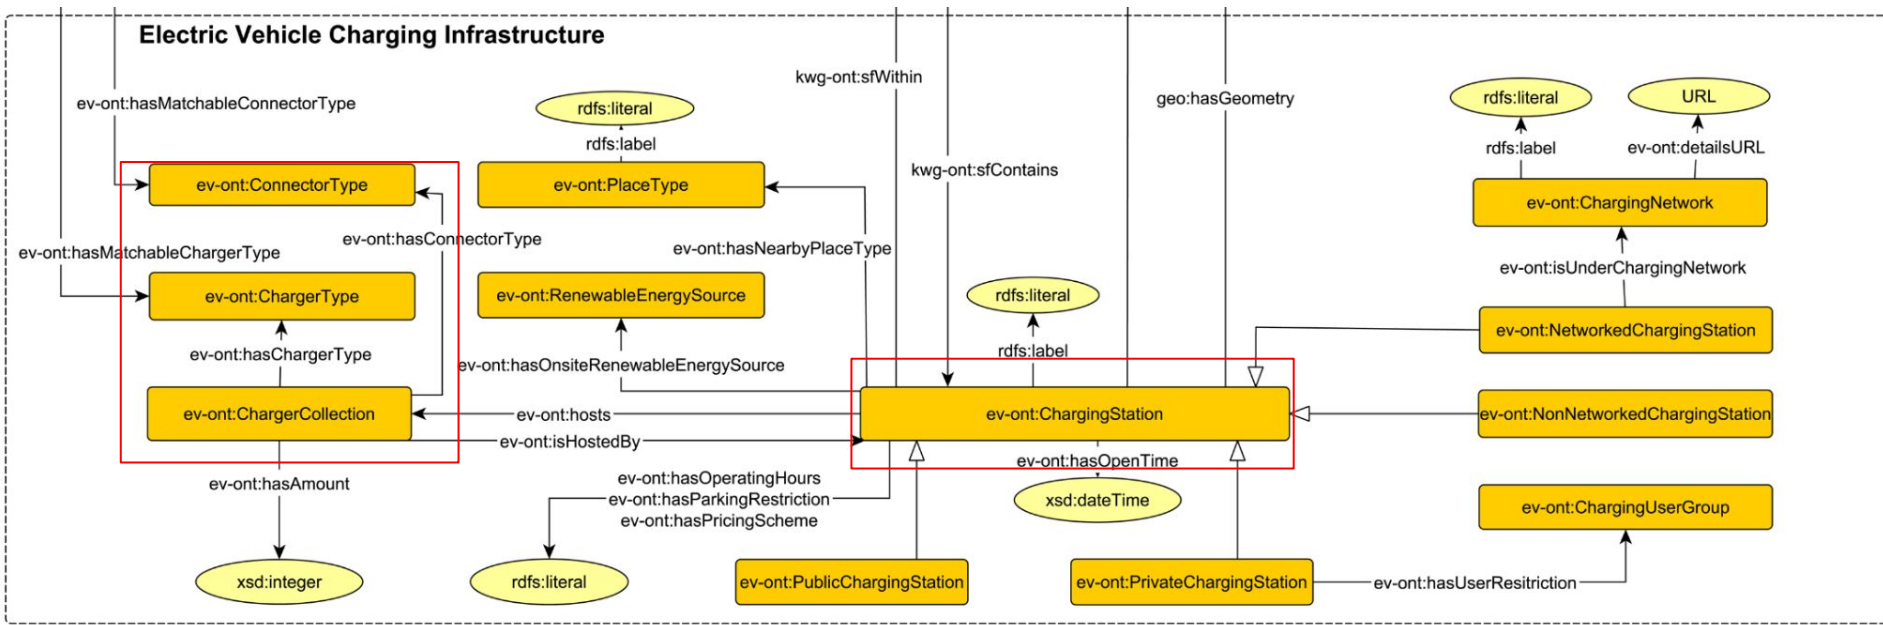 Electric Vehicle Charging Infrastructure
kwg-ont:sfWithin
ev-ont:hasMatchableConnectorType
rdfs:literal
geo:hasGeometry
rdfs:literal
URL
rdfs:label
rdfs:label
ev-ont:detailsURL
kwg-ont:sfContains
ev-ont:ConnectorType
ev-ont:PlaceType
ev-ont:ChargingNetwork
ev-ont:hasConnectorType
ev-ont:hasNearbyPlaceType
ev-ont:hasMatchableChargerType
ev-ont:isUnderChargingNetwork
ev-ont:ChargerType
ev-ont:RenewableEnergySource
rdfs:literal
ev-ont:NetworkedChargingStation
ev-ont:hasChargerType
ev-ont:hasOnsiteRenewableEnergySource
rdfs:label
ev-ont:ChargerCollection
ev-ont:hosts
ev-ont:ChargingStation
ev-ont:NonNetworkedChargingStation
ev-ont:isHostedBy
ev-ont:hasOpenTime
ev-ont:hasAmount
ev-ont:hasOperatingHours
ev-ont:hasParkingRestriction
ev-ont:hasPricingScheme
xsd:dateTime
ev-ont:ChargingUserGroup
xsd:integer
rdfs:literal
ev-ont:PublicChargingStation
ev-ont:PrivateChargingStation
ev-ont:hasUserResitriction